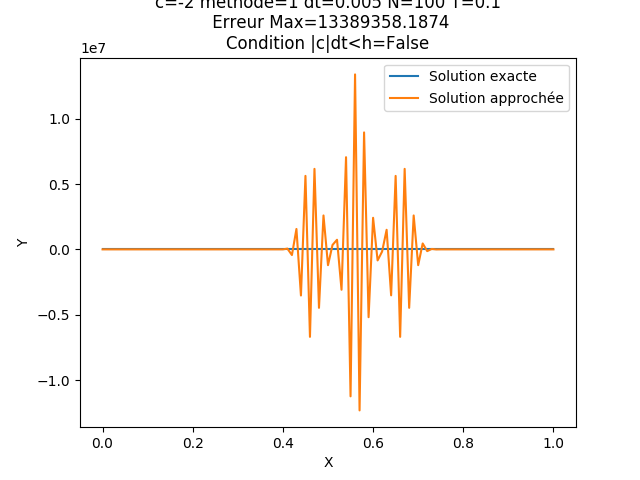 c=-2 methode=1 dt=0.005 N=100 T=0.1
Erreur Max=13389358.1874
Condition |c|dt<h=False
1e7
Solution exacte
Solution approchée
1.0
0.5
0.0
−0.5
−1.0
Y
0.0 0.2 0.4 0.6 0.8 1.0
X